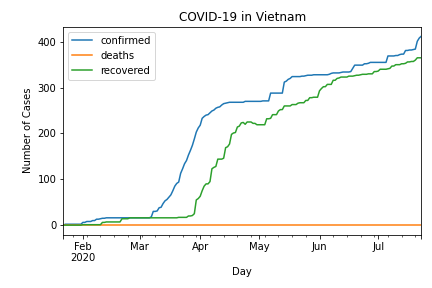 COVID-19 in Vietnam
confirmed
deaths
recovered
Number of Cases
400
300
200
100
0
Feb
2020
Mar
Apr
May
Jun
Jul
Day